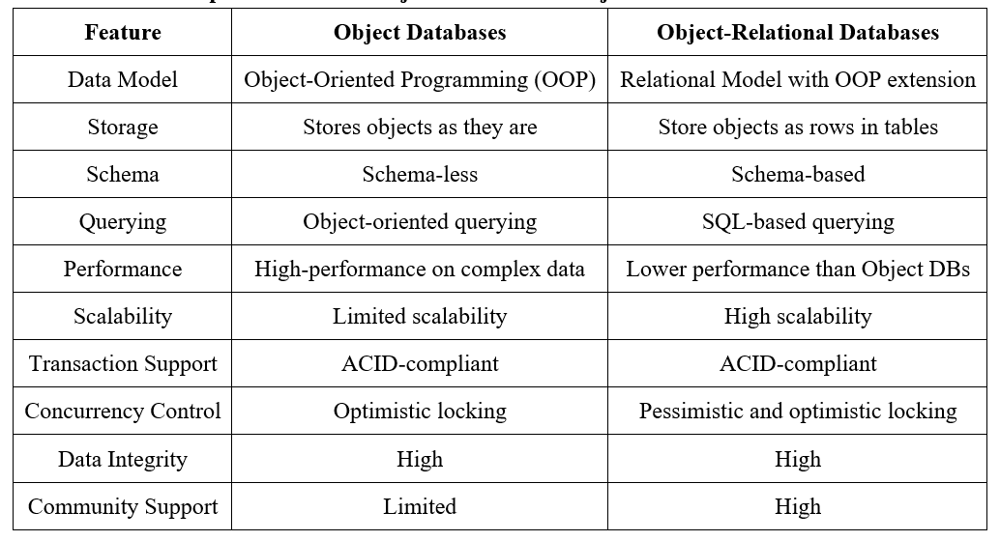 Feature Object Databases Object-Relational Databases
Data Model Object-Oriented Programming (OOP) Relational Model with OOP extension
Storage Stores objects as they are Store objects as rows in tables
Schema Schema-less Schema-based
Querying Object-oriented querying SQL-based querying
Performance High-performance on complex data Lower performance than Object DBs
Scalability Limited scalability High scalability
Transaction Support ACID-compliant ACID-compliant
Concurrency Control Optimistic locking Pessimistic and optimistic locking
Data Integrity High High
Community Support Limited High